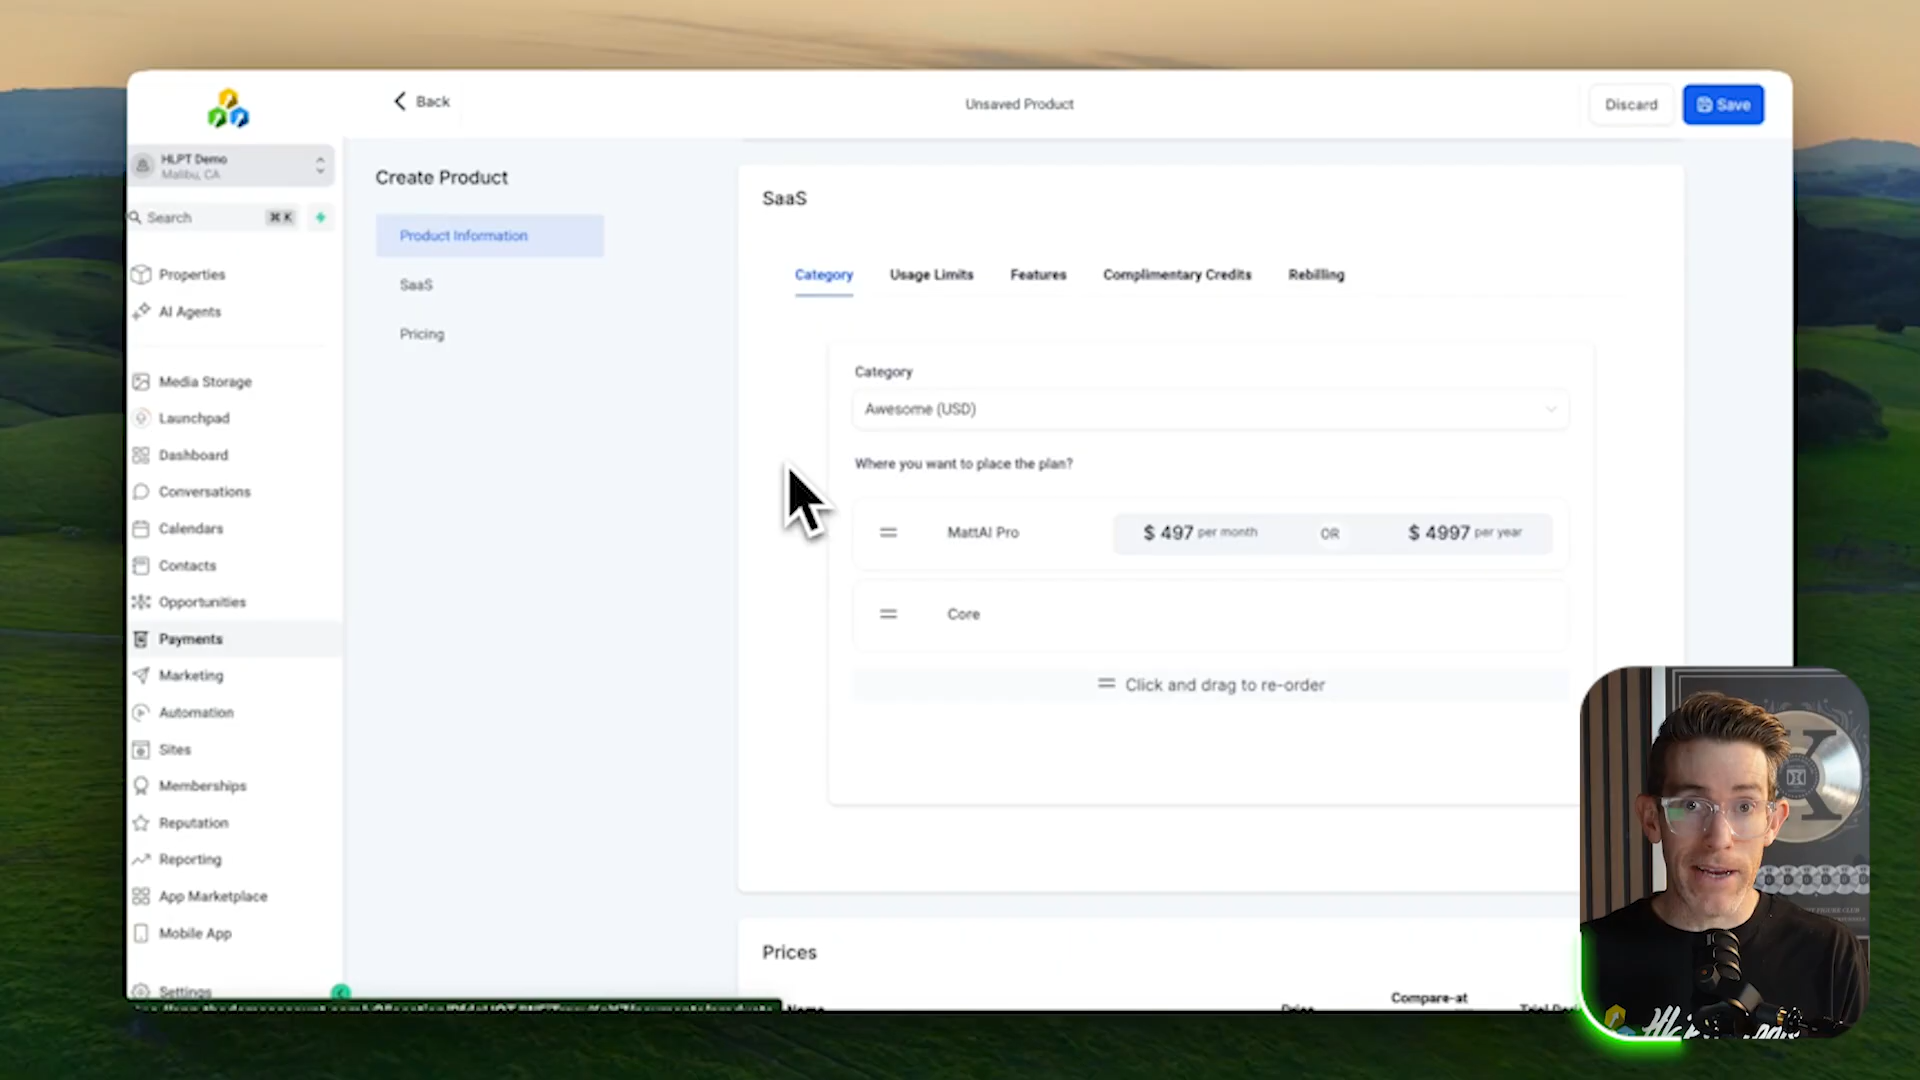 Back
Unsaved Product
Discard
Save
HLPT Demo
Malibu, CA
Search
⌘ K
Properties
AI Agents
Media Storage
Launchpad
Dashboard
Conversations
Calendars
Contacts
Opportunities
Payments
Marketing
Automation
Sites
Memberships
Reputation
Reporting
App Marketplace
Mobile App
Settings
Create Product
Product Information
SaaS
Pricing
SaaS
Category
Usage Limits
Features
Complimentary Credits
Rebilling
Category
Awesome (USD)
Where you want to place the plan?
MattAI Pro
$ 497 per month
OR
$ 4997 per year
Core
Click and drag to re-order
Prices
Name
Price
Compare-at